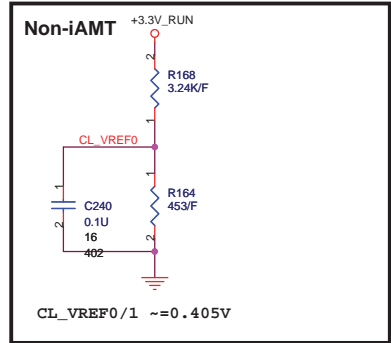 Non-iAMT
+3.3V_RUN
2
R168
3.24K/F
1
CL_VREF0
1
1
R164
453/F
C240
0.1U
16
402
2
2
CL_VREF0/1 ~=0.405V